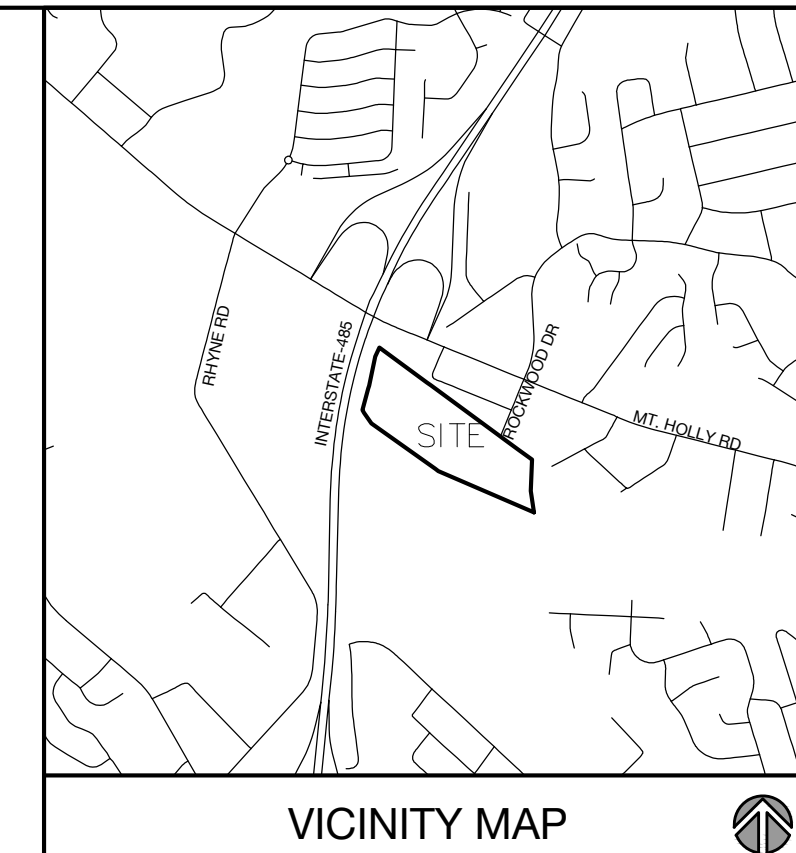 RHYNE RD
INTERSTATE-485
ROCKWOOD DR
SITE
MT. HOLLY RD
VICINITY MAP